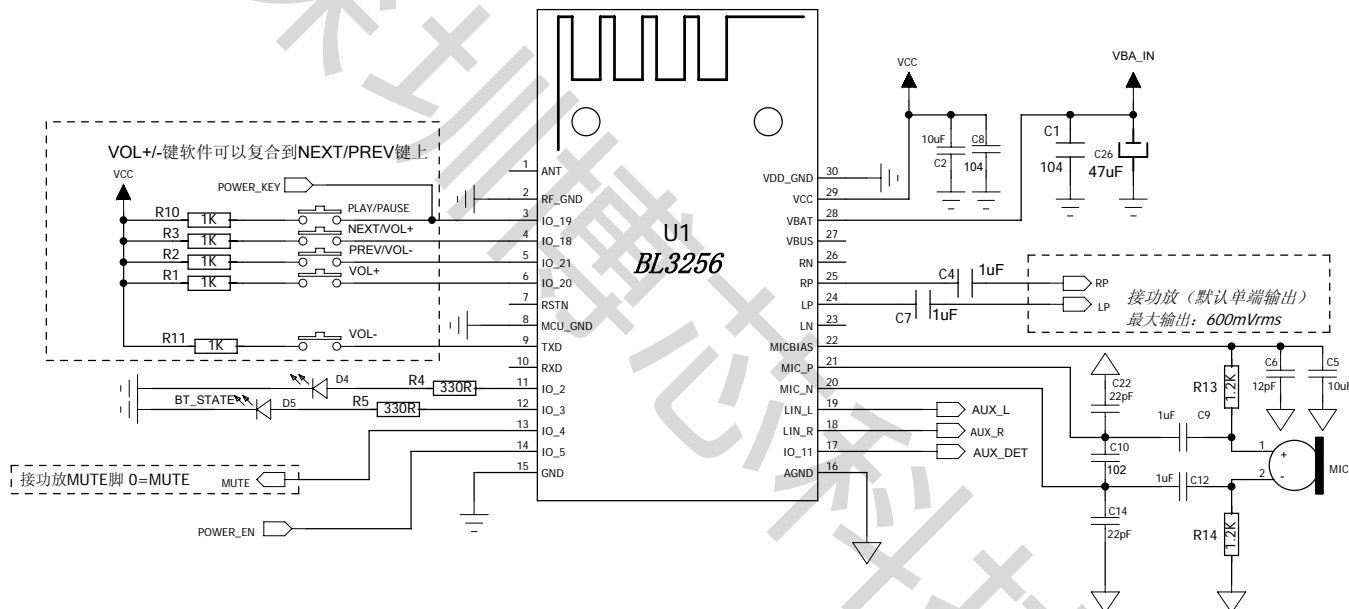 深圳博芯科技
VOL+/-键软件可以复合到NEXT/PREV键上
VCC
POWER_KEY
R10 1K PLAY/PAUSE
R3 1K NEXT/VOL+
R2 1K PREV/VOL-
R1 1K VOL+
R11 1K VOL-
D4 R4 330R
BT_STATE D5 R5 330R
接功放MUTE脚 0=MUTE MUTE
POWER_EN
U1
BL3256
1 ANT
2 RF_GND
3 IO_19
4 IO_18
5 IO_21
6 IO_20
7 RSTN
8 MCU_GND
9 TXD
10 RXD
11 IO_2
12 IO_3
13 IO_4
14 IO_5
15 GND
VDD_GND 30
VCC 29
VBAT 28
VBUS 27
RN 26
RP 25
LP 24
LN 23
MICBIAS 22
MIC_P 21
MIC_N 20
LIN_L 19
LIN_R 18
IO_11 17
AGND 16
VCC
10uF
C2
C8
104
VBA_IN
C1
104
C26
47uF
C4 1uF
RP
C7 1uF
LP
接功放（默认单端输出）
最大输出：600mVrms
AUX_L
AUX_R
AUX_DET
C22
22pF
C10
102
C14
22pF
1uF C9
1uF C12
R13 1.2K
R14 1.2K
C6
12pF
C5
10uF
1
+
2
-
MIC